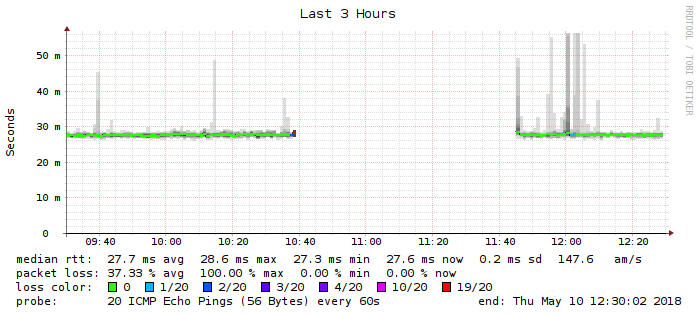 Last 3 Hours
RRDTOOL / TOBI OETIKER
Seconds
50 m
40 m
30 m
20 m
10 m
0
09:40 10:00 10:20 10:40 11:00 11:20 11:40 12:00 12:20
median rtt: 27.7 ms avg 28.6 ms max 27.3 ms min 27.6 ms now 0.2 ms sd 147.6 am/s
packet loss: 37.33 % avg 100.00 % max 0.00 % min 0.00 % now
loss color: 0 1/20 2/20 3/20 4/20 10/20 19/20
probe: 20 ICMP Echo Pings (56 Bytes) every 60s end: Thu May 10 12:30:02 2018